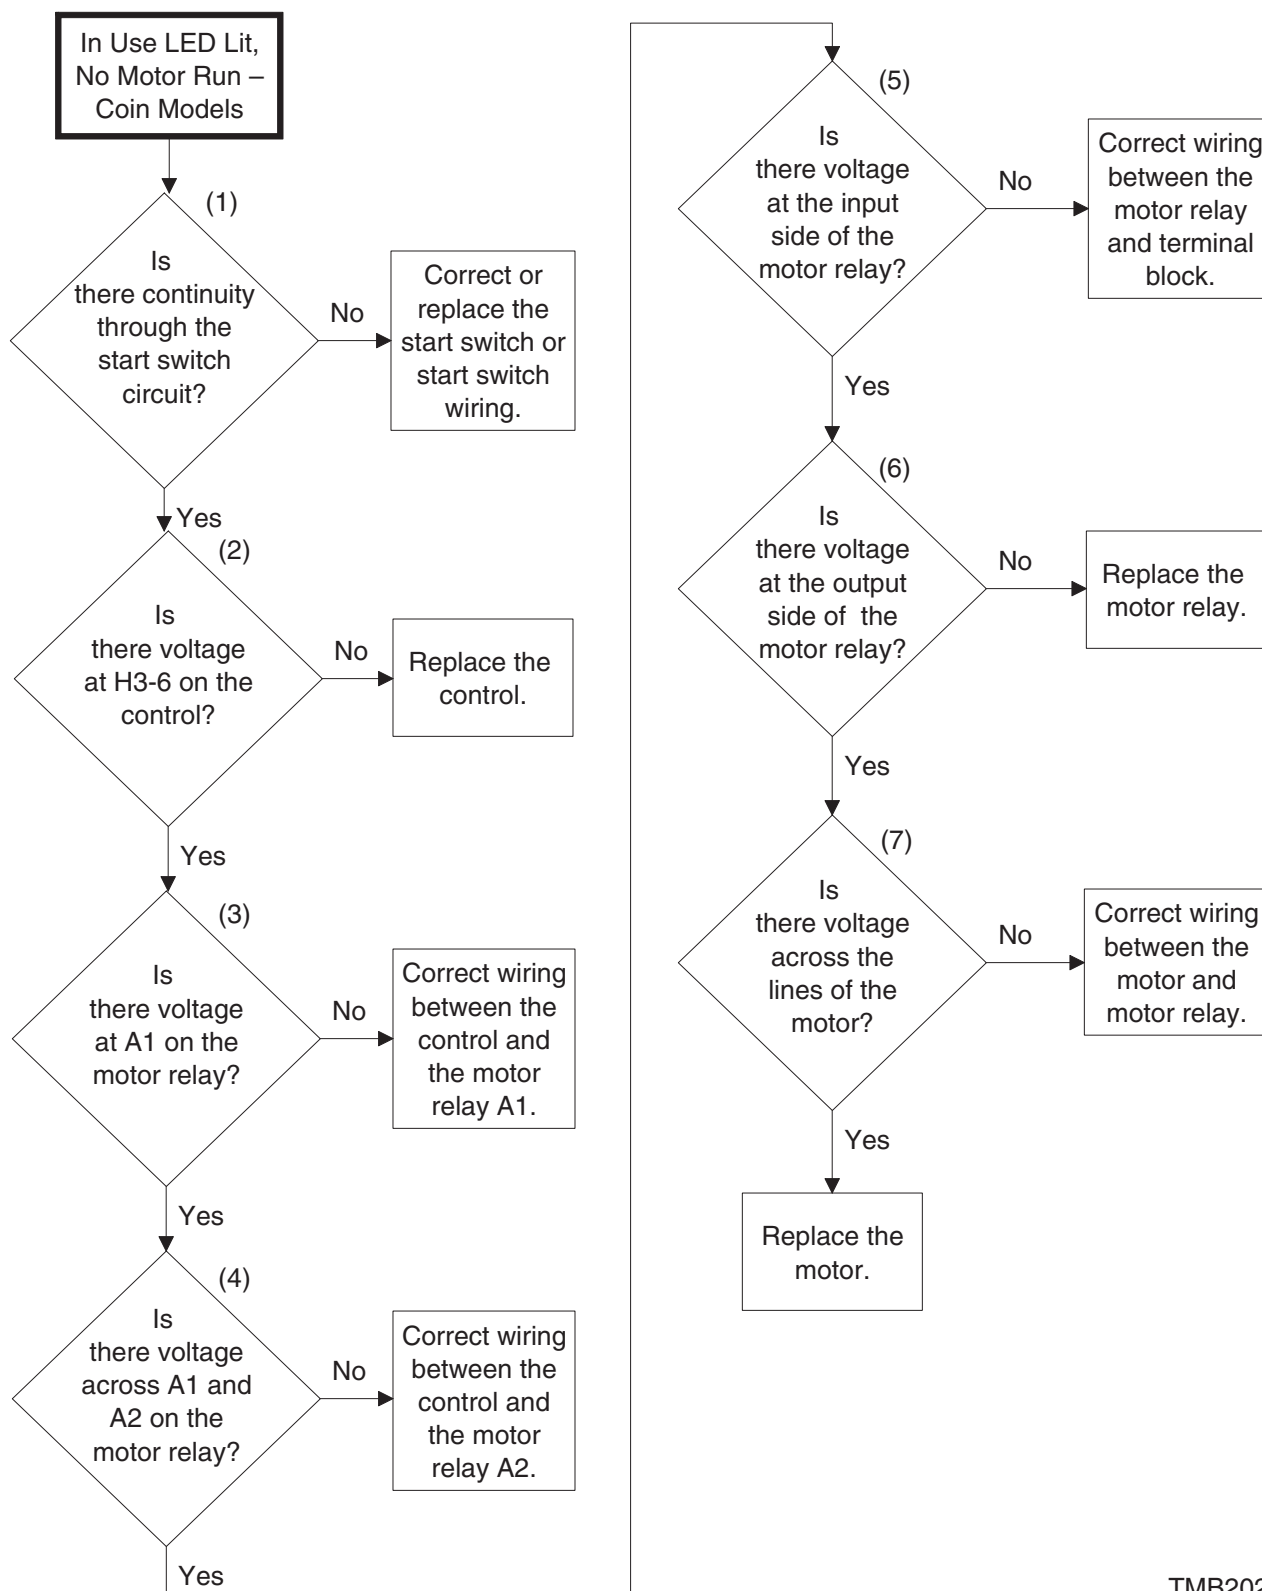 In Use LED Lit,
No Motor Run –
Coin Models
(1)
Is
there continuity
through the
start switch
circuit?
No
Correct or
replace the
start switch or
start switch
wiring.
Yes
(2)
Is
there voltage
at H3-6 on the
control?
No
Replace the
control.
Yes
(3)
Is
there voltage
at A1 on the
motor relay?
No
Correct wiring
between the
control and
the motor
relay A1.
Yes
(4)
Is
there voltage
across A1 and
A2 on the
motor relay?
No
Correct wiring
between the
control and
the motor
relay A2.
Yes
(5)
Is
there voltage
at the input
side of the
motor relay?
No
Correct wiring
between the
motor relay
and terminal
block.
Yes
(6)
Is
there voltage
at the output
side of the
motor relay?
No
Replace the
motor relay.
Yes
(7)
Is
there voltage
across the
lines of the
motor?
No
Correct wiring
between the
motor and
motor relay.
Yes
Replace the
motor.